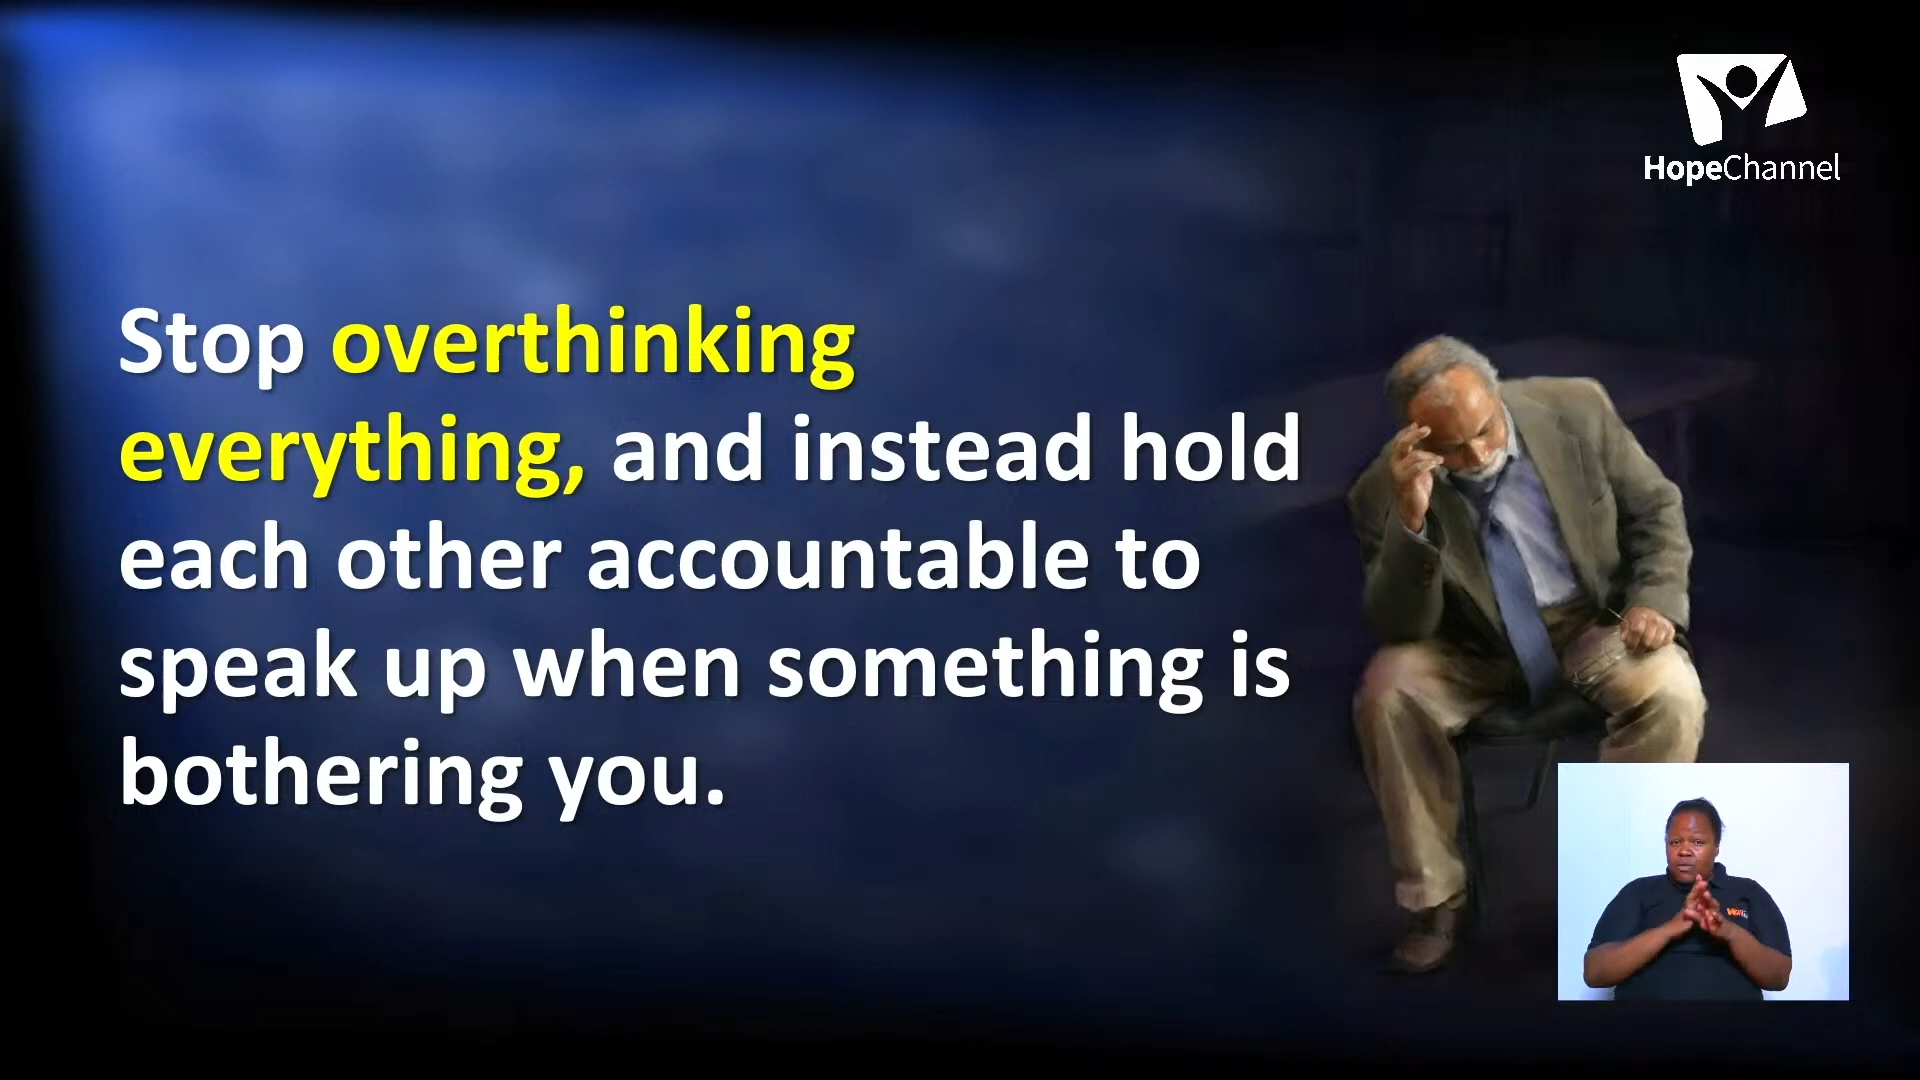 HopeChannel
Stop overthinking
everything, and instead hold
each other accountable to
speak up when something is
bothering you.